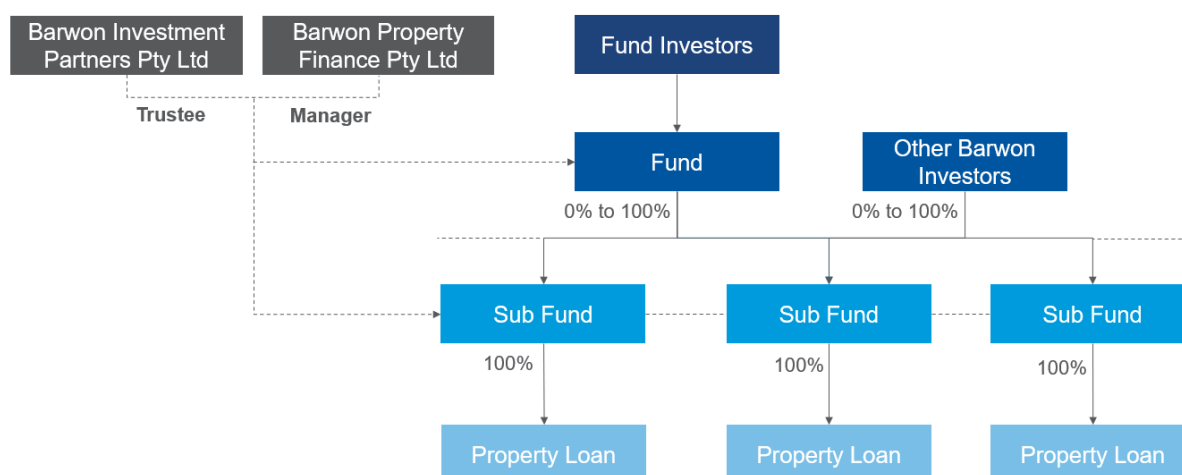 Barwon Investment
Partners Pty Ltd
Barwon Property
Finance Pty Ltd
Fund Investors
Trustee
Manager
Fund
Other Barwon
Investors
0% to 100%
0% to 100%
Sub Fund
Sub Fund
Sub Fund
100%
100%
100%
Property Loan
Property Loan
Property Loan